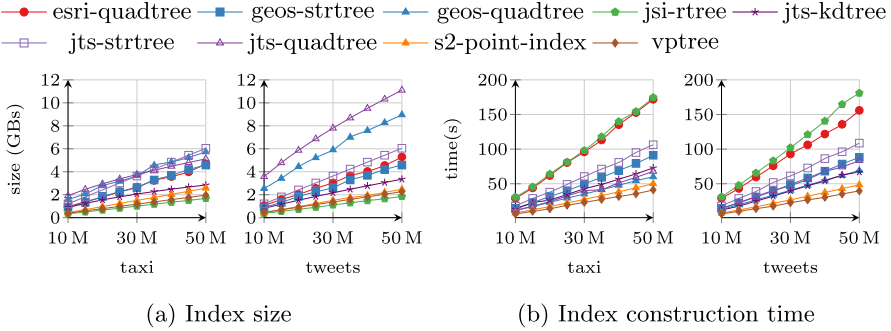 esri-quadtree geos-strtree geos-quadtree jsi-rtree jts-kdtree
jts-strtree jts-quadtree s2-point-index vptree
size (GBs)
12
10
8
6
4
2
0
10 M 30 M 50 M
taxi
12
10
8
6
4
2
0
10 M 30 M 50 M
tweets
time(s)
200
150
100
50
0
10 M 30 M 50 M
taxi
200
150
100
50
0
10 M 30 M 50 M
tweets
(a) Index size
(b) Index construction time